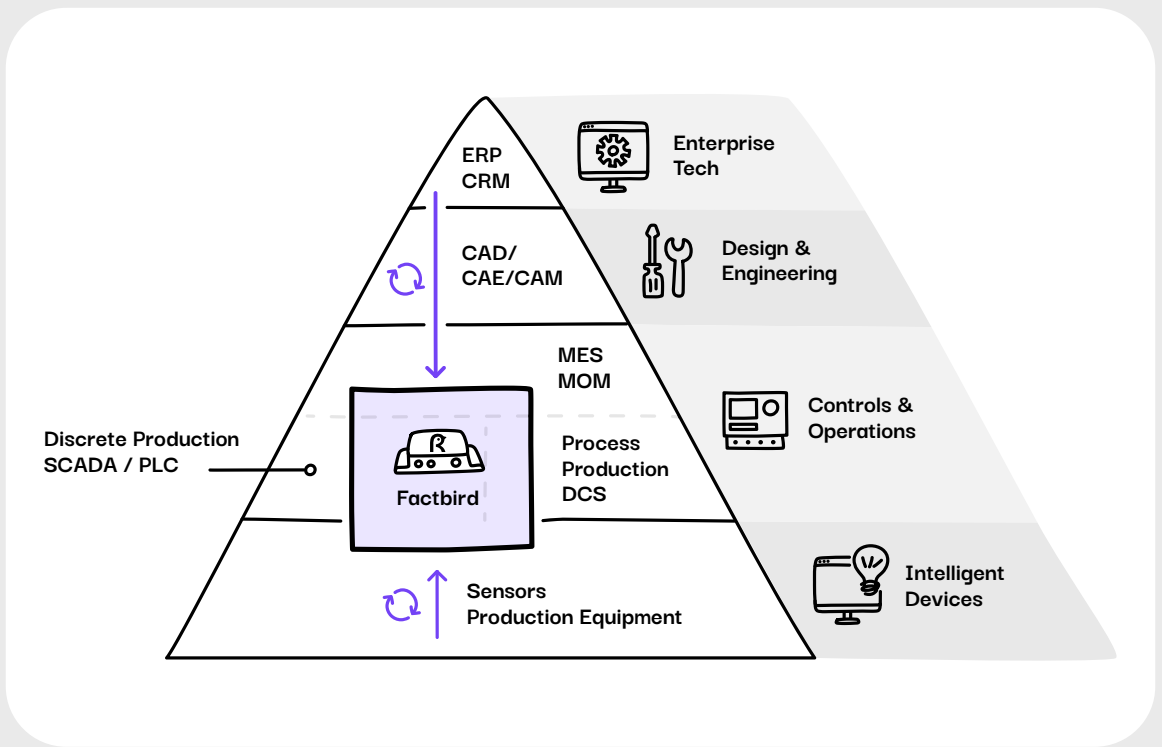 ERP
CRM
Enterprise
Tech
CAD/
CAE/CAM
Design &
Engineering
MES
MOM
Controls &
Operations
Discrete Production
SCADA / PLC
Process
Production
DCS
Factbird
Sensors
Production Equipment
Intelligent
Devices